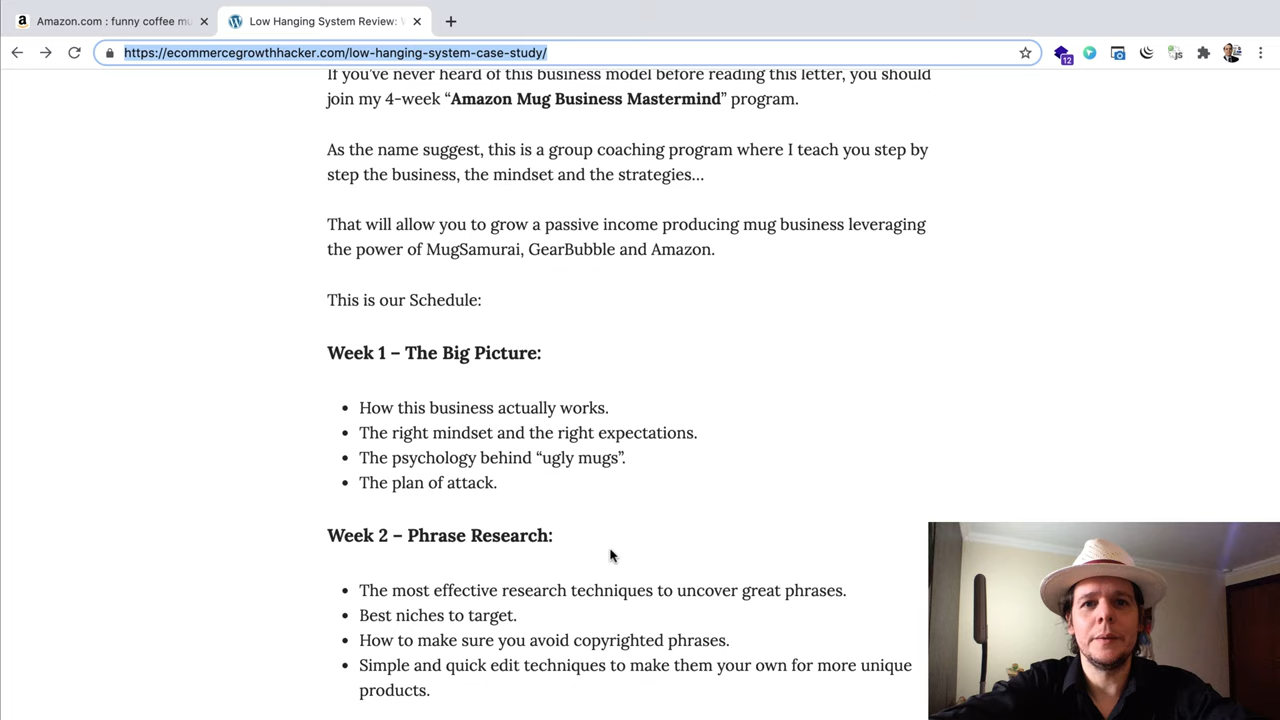 Amazon.com : funny coffee mu
Low Hanging System Review: W
https://ecommercegrowthhacker.com/low-hanging-system-case-study/
12
If you've never heard of this business model before reading this letter, you should
join my 4-week “Amazon Mug Business Mastermind” program.
As the name suggest, this is a group coaching program where I teach you step by
step the business, the mindset and the strategies…
That will allow you to grow a passive income producing mug business leveraging
the power of MugSamurai, GearBubble and Amazon.
This is our Schedule:
Week 1 – The Big Picture:
• How this business actually works.
• The right mindset and the right expectations.
• The psychology behind “ugly mugs”.
• The plan of attack.
Week 2 – Phrase Research:
• The most effective research techniques to uncover great phrases.
• Best niches to target.
• How to make sure you avoid copyrighted phrases.
• Simple and quick edit techniques to make them your own for more unique
products.